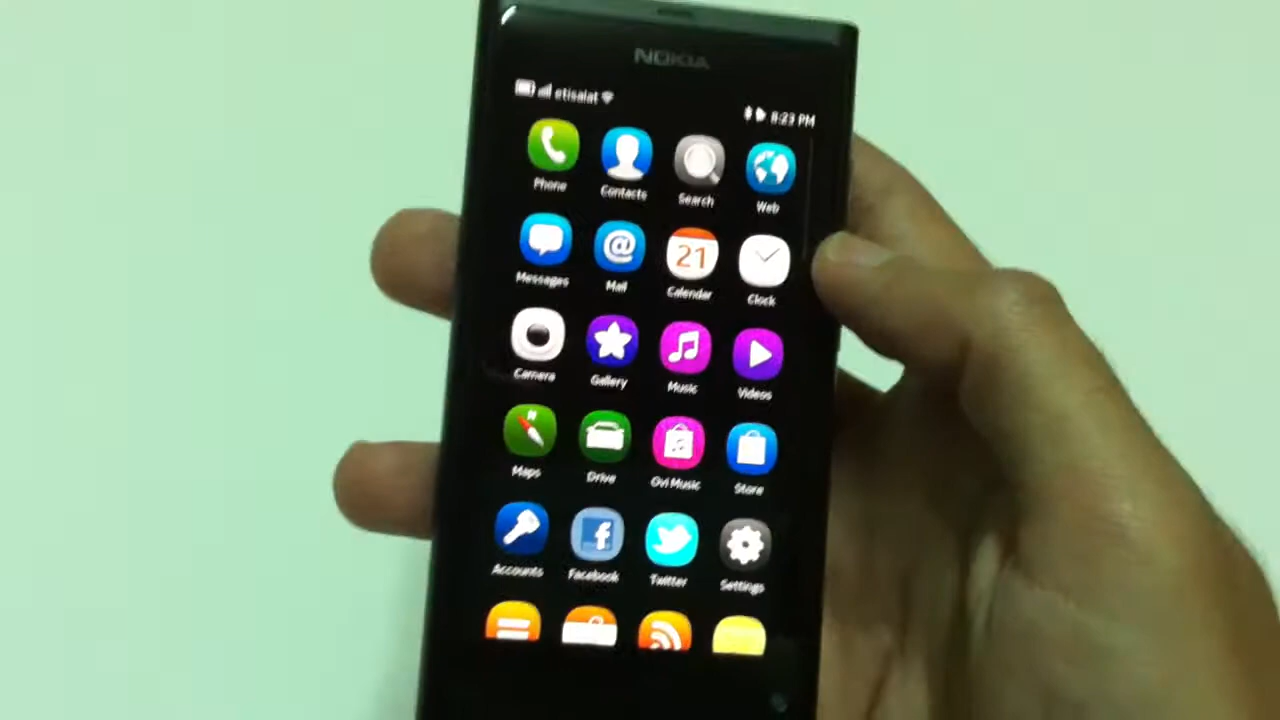 NOKIA
etisalat 8:23 PM
Phone Contacts Search Web
Messages Mail 21 Calendar Clock
Camera Gallery Music Videos
N
Maps Drive Ovi Music Store
Accounts Facebook Twitter Settings